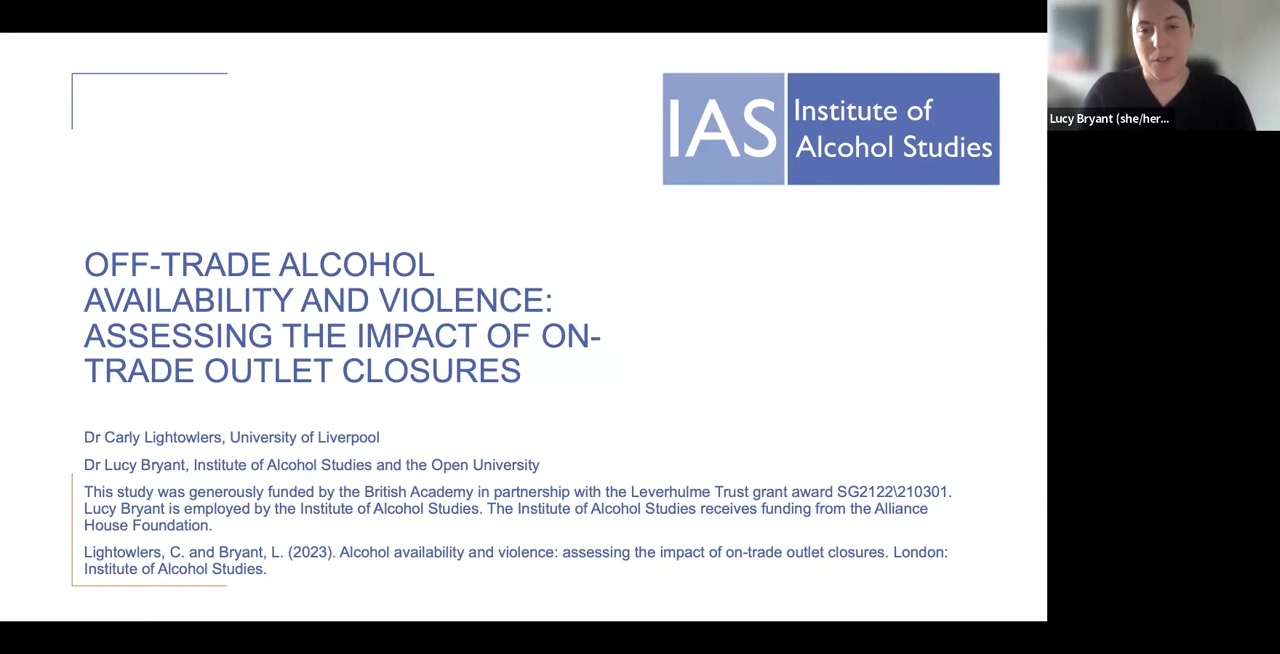 IAS Institute of
Alcohol Studies
Lucy Bryant (she/her...
OFF-TRADE ALCOHOL
AVAILABILITY AND VIOLENCE:
ASSESSING THE IMPACT OF ON-
TRADE OUTLET CLOSURES
Dr Carly Lightowlers, University of Liverpool
Dr Lucy Bryant, Institute of Alcohol Studies and the Open University
This study was generously funded by the British Academy in partnership with the Leverhulme Trust grant award SG2122\210301.
Lucy Bryant is employed by the Institute of Alcohol Studies. The Institute of Alcohol Studies receives funding from the Alliance
House Foundation.
Lightowlers, C. and Bryant, L. (2023). Alcohol availability and violence: assessing the impact of on-trade outlet closures. London:
Institute of Alcohol Studies.